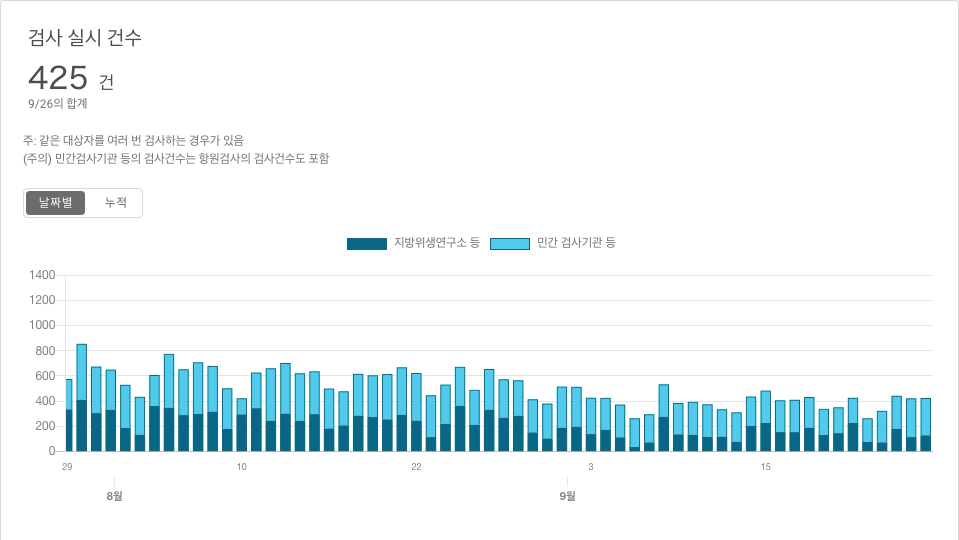 검사 실시 건수
425 건
9/26의 합계
주: 같은 대상자를 여러 번 검사하는 경우가 있음
(주의) 민간검사기관 등의 검사건수는 항원검사의 검사건수도 포함
날짜별 누적
지방위생연구소 등 민간 검사기관 등
1400
1200
1000
800
600
400
200
0
29 10 22 3 15
8월 9월